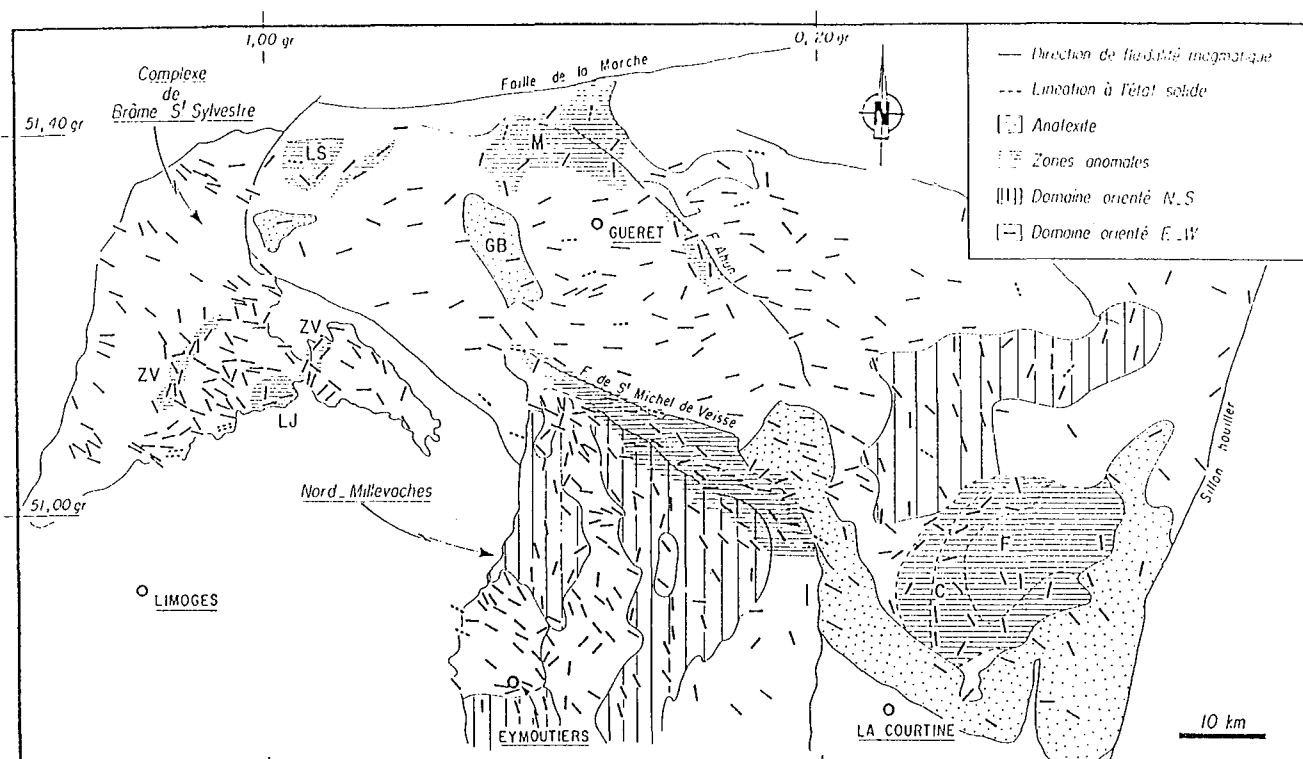 1,00 gr
0,20 gr
Complexe
de
Brâme St Sylvestre
Faille de la Marche
51,40 gr
N
— Direction de fluidité magmatique
--- Linéation à l'état solide
Anatexite
Zones anomales
Domaine orienté N_S
Domaine orienté E_W
LS
M
GB
GUERET
F. Ahun
ZV
ZV
LJ
F. de St Michel de Veisse
Nord_Millevaches
51,00 gr
Sillon houiller
F
C
LIMOGES
EYMOUTIERS
LA COURTINE
10 km